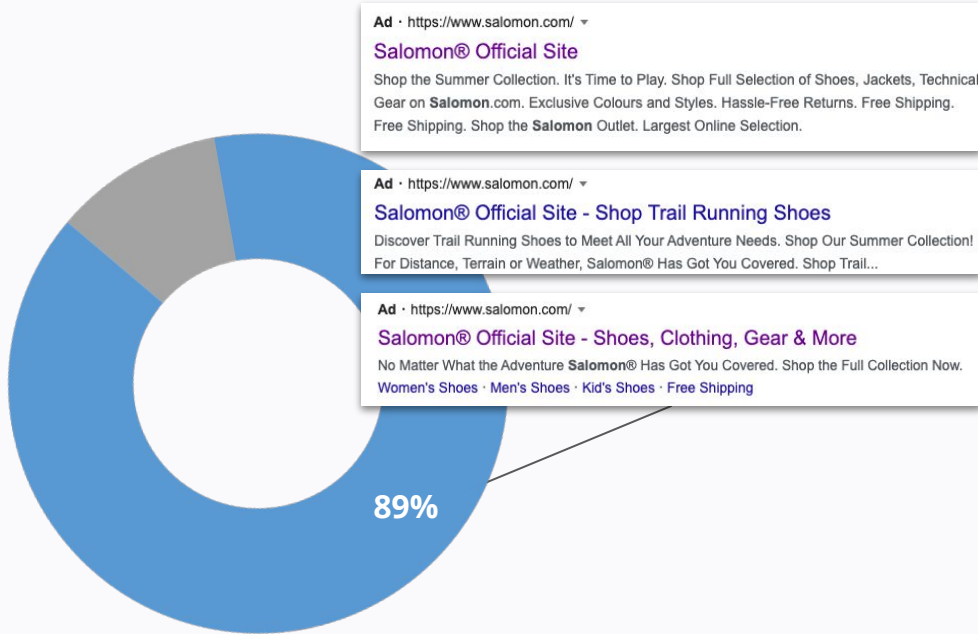 Ad · https://www.salomon.com/
Salomon® Official Site
Shop the Summer Collection. It's Time to Play. Shop Full Selection of Shoes, Jackets, Technical
Gear on Salomon.com. Exclusive Colours and Styles. Hassle-Free Returns. Free Shipping.
Free Shipping. Shop the Salomon Outlet. Largest Online Selection.
Ad · https://www.salomon.com/
Salomon® Official Site - Shop Trail Running Shoes
Discover Trail Running Shoes to Meet All Your Adventure Needs. Shop Our Summer Collection!
For Distance, Terrain or Weather, Salomon® Has Got You Covered. Shop Trail...
Ad · https://www.salomon.com/
Salomon® Official Site - Shoes, Clothing, Gear & More
No Matter What the Adventure Salomon® Has Got You Covered. Shop the Full Collection Now.
Women's Shoes · Men's Shoes · Kid's Shoes · Free Shipping
89%